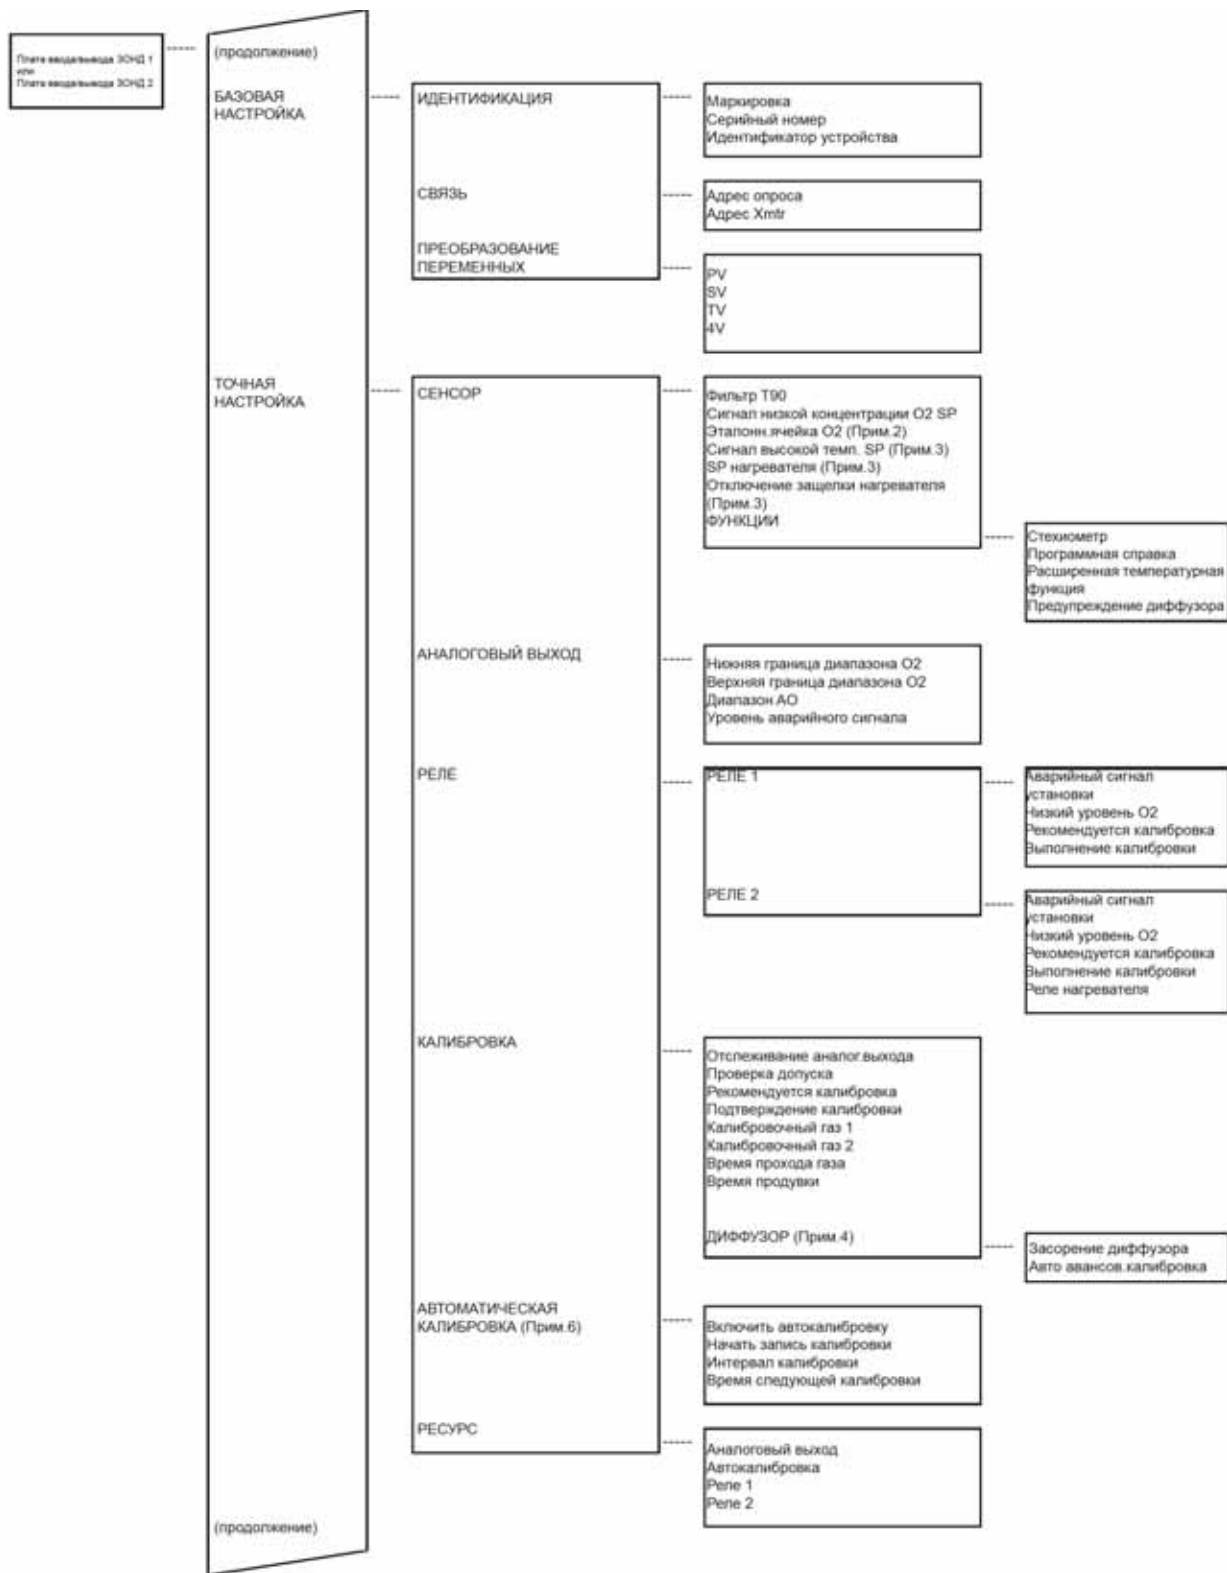 Плата ввода/вывода ЗОНД 1
или
Плата ввода/вывода ЗОНД 2
(продолжение)
БАЗОВАЯ
НАСТРОЙКА
ИДЕНТИФИКАЦИЯ
Маркировка
Серийный номер
Идентификатор устройства
СВЯЗЬ
Адрес опроса
Адрес Xmtr
ПРЕОБРАЗОВАНИЕ
ПЕРЕМЕННЫХ
PV
SV
TV
4V
ТОЧНАЯ
НАСТРОЙКА
СЕНСОР
Фильтр T90
Сигнал низкой концентрации O2 SP
Эталонн.ячейка O2 (Прим.2)
Сигнал высокой темп. SP (Прим.3)
SP нагревателя (Прим.3)
Отключение защелки нагревателя
(Прим.3)
ФУНКЦИИ
Стехиометр
Программная справка
Расширенная температурная
функция
Предупреждение диффузора
АНАЛОГОВЫЙ ВЫХОД
Нижняя граница диапазона O2
Верхняя граница диапазона O2
Диапазон AO
Уровень аварийного сигнала
РЕЛЕ
РЕЛЕ 1
Аварийный сигнал
установки
Низкий уровень O2
Рекомендуется калибровка
Выполнение калибровки
РЕЛЕ 2
Аварийный сигнал
установки
Низкий уровень O2
Рекомендуется калибровка
Выполнение калибровки
Реле нагревателя
КАЛИБРОВКА
Отслеживание аналог.выхода
Проверка допуска
Рекомендуется калибровка
Подтверждение калибровки
Калибровочный газ 1
Калибровочный газ 2
Время прохода газа
Время продувки
ДИФФУЗОР (Прим.4)
Засорение диффузора
Авто авансов.калибровка
АВТОМАТИЧЕСКАЯ
КАЛИБРОВКА (Прим.6)
Включить автокалибровку
Начать запись калибровки
Интервал калибровки
Время следующей калибровки
РЕСУРС
Аналоговый выход
Автокалибровка
Реле 1
Реле 2
(продолжение)